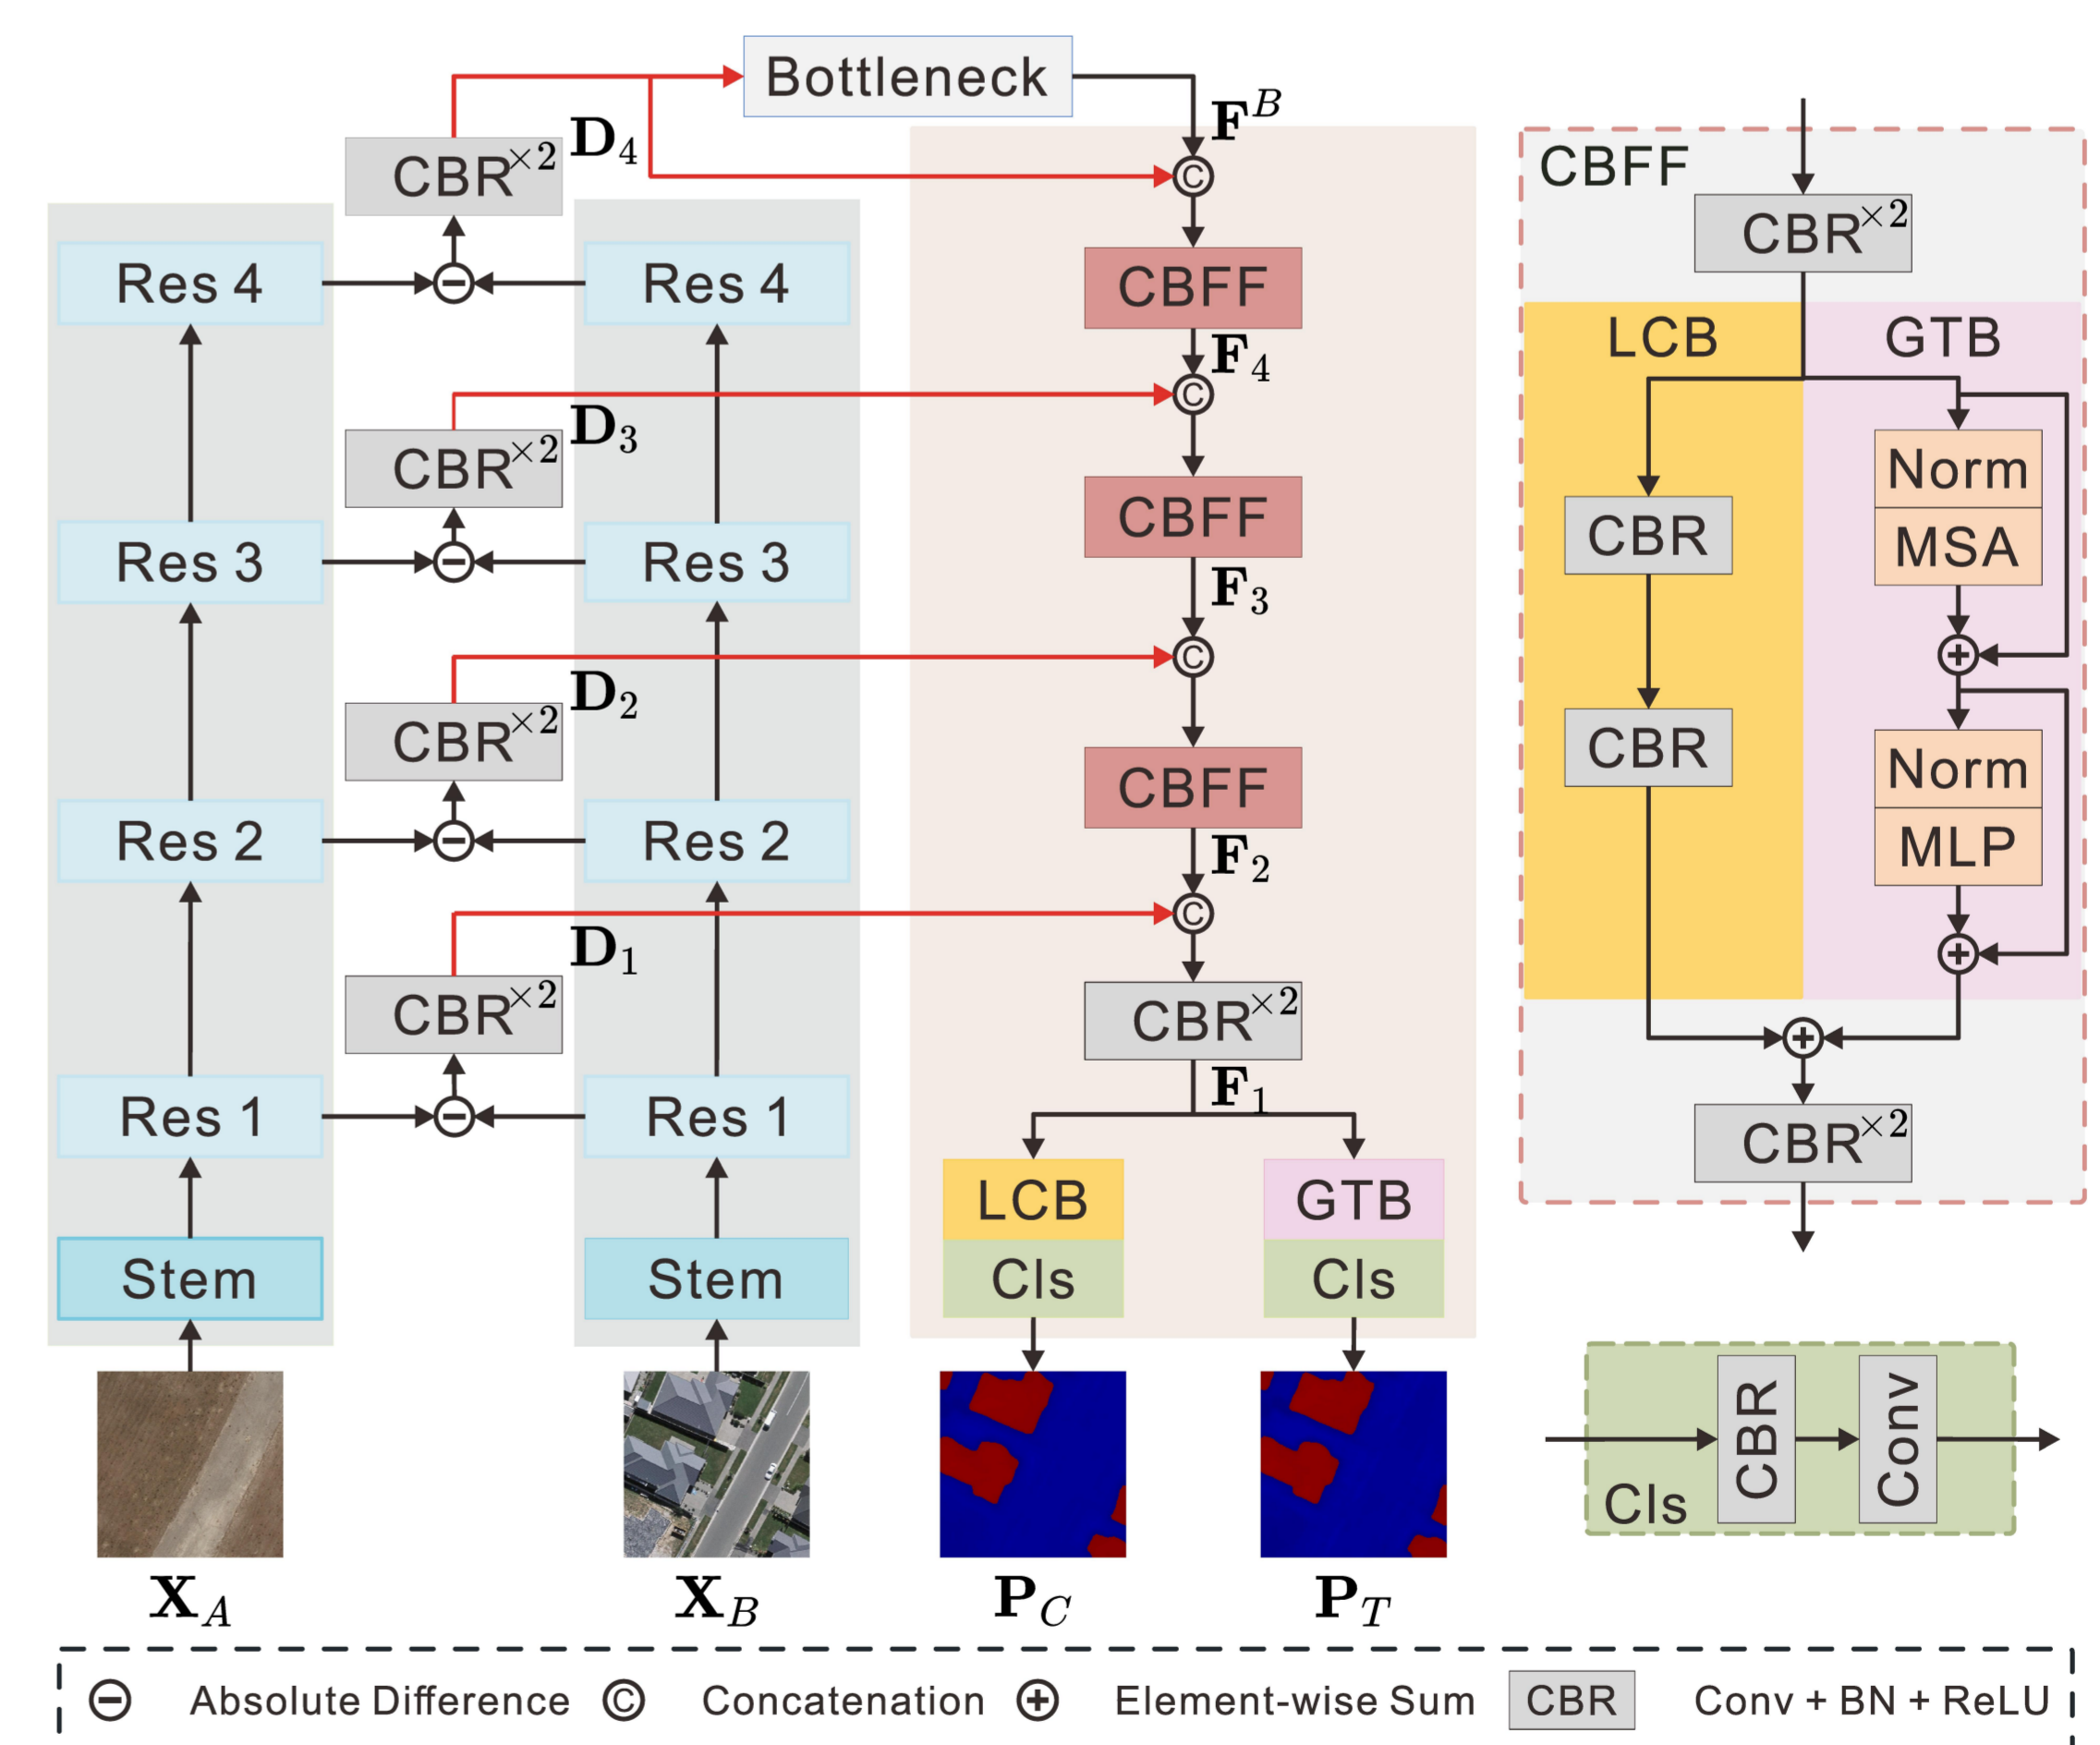 Bottleneck
F^B
D_4
CBR^×2
CBFF
CBR^×2
Res 4
Res 4
CBFF
LCB
GTB
F_4
D_3
CBR^×2
Norm
MSA
CBFF
CBR
Res 3
Res 3
F_3
D_2
CBR^×2
CBR
Norm
MLP
CBFF
Res 2
Res 2
F_2
D_1
CBR^×2
CBR^×2
F_1
Res 1
Res 1
CBR^×2
LCB
GTB
Stem
Stem
Cls
Cls
CBR
Conv
Cls
X_A
X_B
P_C
P_T
Absolute Difference
© Concatenation
Element-wise Sum
CBR
Conv + BN + ReLU